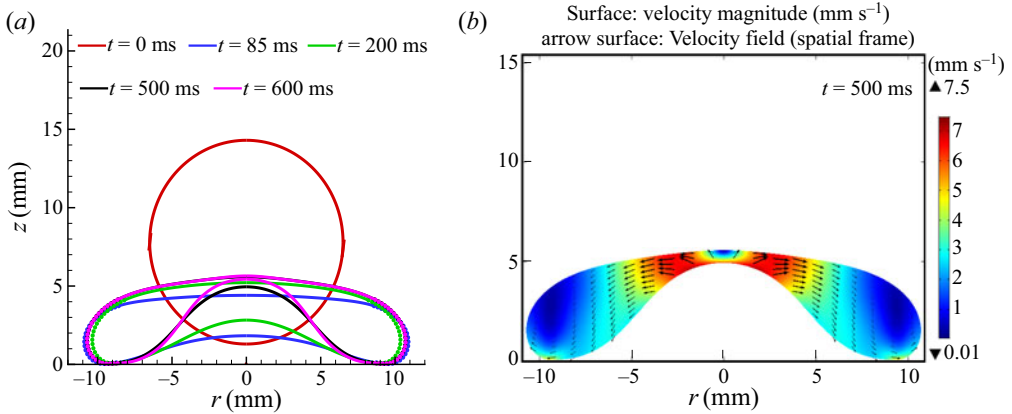 (a)
t = 0 ms
t = 85 ms
t = 200 ms
t = 500 ms
t = 600 ms
20
15
10
5
0
z (mm)
–10
–5
0
5
10
r (mm)
(b)
Surface: velocity magnitude (mm s⁻¹)
arrow surface: Velocity field (spatial frame)
(mm s⁻¹)
▲ 7.5
t = 500 ms
15
10
5
0
–10
–5
0
5
10
r (mm)
7
6
5
4
3
2
1
▼ 0.01